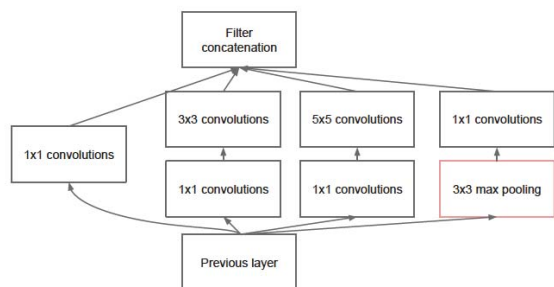 Filter
concatenation
3x3 convolutions
5x5 convolutions
1x1 convolutions
1x1 convolutions
1x1 convolutions
1x1 convolutions
3x3 max pooling
Previous layer